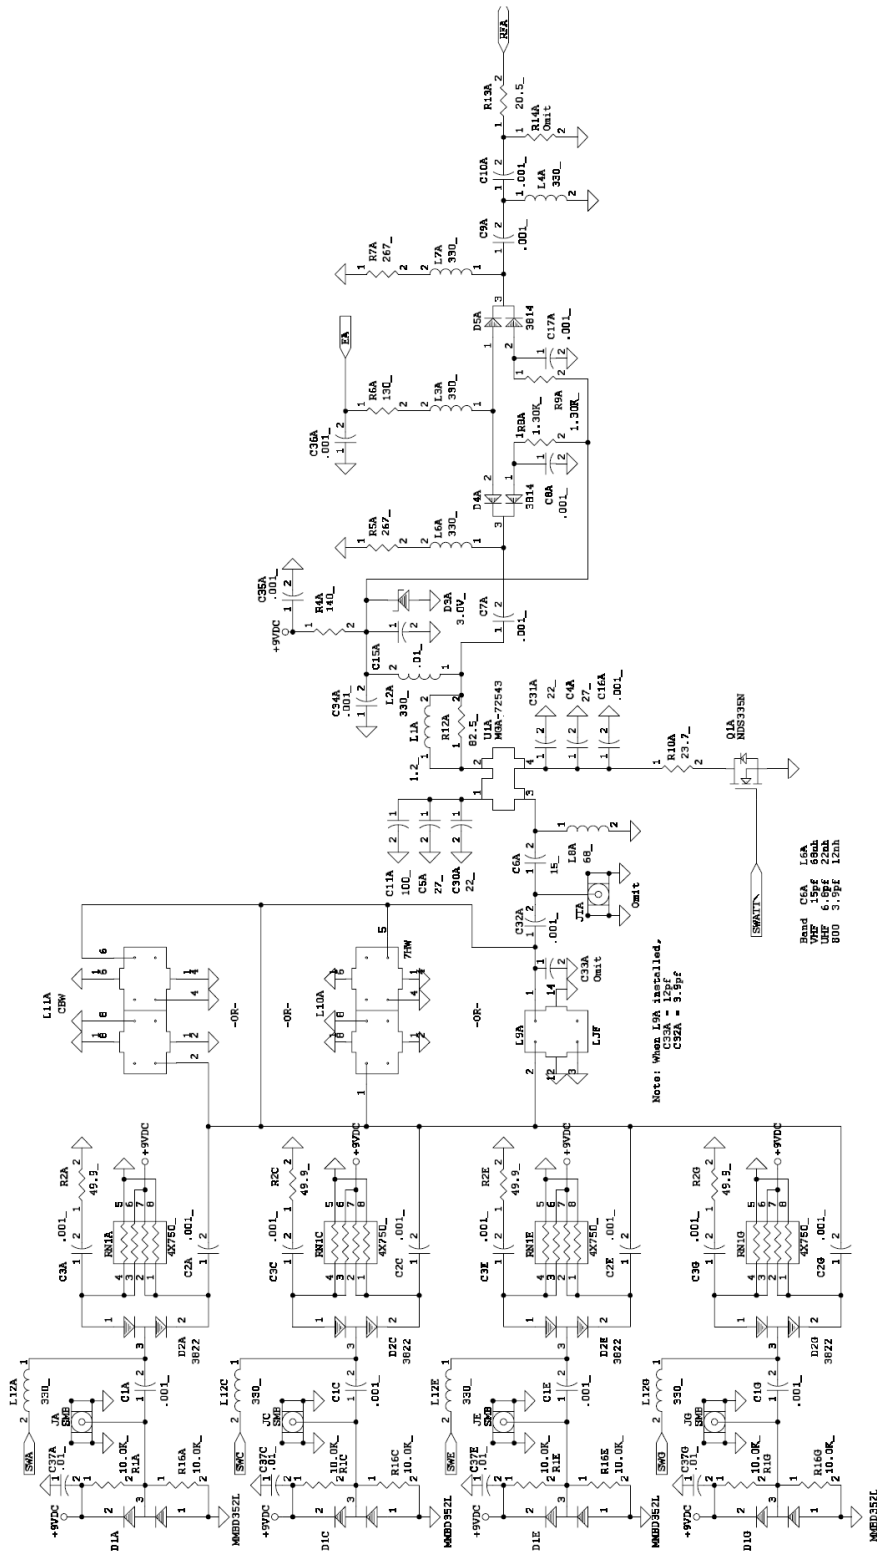 RFA
R13A
20.5_
R14A
Omit
C10A
.001_
L4A
330_
C9A
.001_
R7A
267_
L7A
330_
D5A
3814
C17A
.001_
EA
R6A
130_
L3A
330_
R9A
1.30K_
R8A
1.30K_
C36A
.001_
D4A
3814
C8A
.001_
R5A
267_
L6A
330_
C7A
.001_
C35A
.001_
+9VDC
R4A
140_
D3A
3.0V_
C15A
.01_
C34A
.001_
L2A
330_
L1A
1.2_
R12A
82.5_
U1A
MGA-72543
C31A
22_
C4A
27_
C16A
.001_
R10A
23.7_
Q1A
NDS335N
SWATT\
C11A
100_
C5A
27_
C30A
22_
C6A
15_
L8A
68_
JTA
Omit
C32A
.001_
C33A
Omit
L11A
CBW
-OR-
-OR-
L10A
7HW
-OR-
L9A
LJF
Band C6A L6A
VHF 15pf 68nh
UHF 6.8pf 22nh
800 3.9pf 12nh
Note: When L9A installed,
C33A = 12pf
C32A = 3.9pf
R2A
49.9_
C3A
.001_
RN1A
4X750_
+9VDC
C2A
.001_
D2A
3822
L12A
330_
SWA
JA
SMB
C1A
.001_
C37A
.01_
10.0K_
R1A
R16A
10.0K_
+9VDC
D1A
MMBD352L
R2C
49.9_
C3C
.001_
RN1C
4X750_
+9VDC
C2C
.001_
D2C
3822
L12C
330_
SWC
JC
SMB
C1C
.001_
C37C
.01_
10.0K_
R1C
R16C
10.0K_
+9VDC
D1C
MMBD352L
R2E
49.9_
C3E
.001_
RN1E
4X750_
+9VDC
C2E
.001_
D2E
3822
L12E
330_
SWE
JE
SMB
C1E
.001_
C37E
.01_
10.0K_
R1E
R16E
10.0K_
+9VDC
D1E
MMBD352L
R2G
49.9_
C3G
.001_
RN1G
4X750_
+9VDC
C2G
.001_
D2G
3822
L12G
330_
SWG
JG
SMB
C1G
.001_
C37G
.01_
10.0K_
R1G
R16G
10.0K_
+9VDC
D1G
MMBD352L